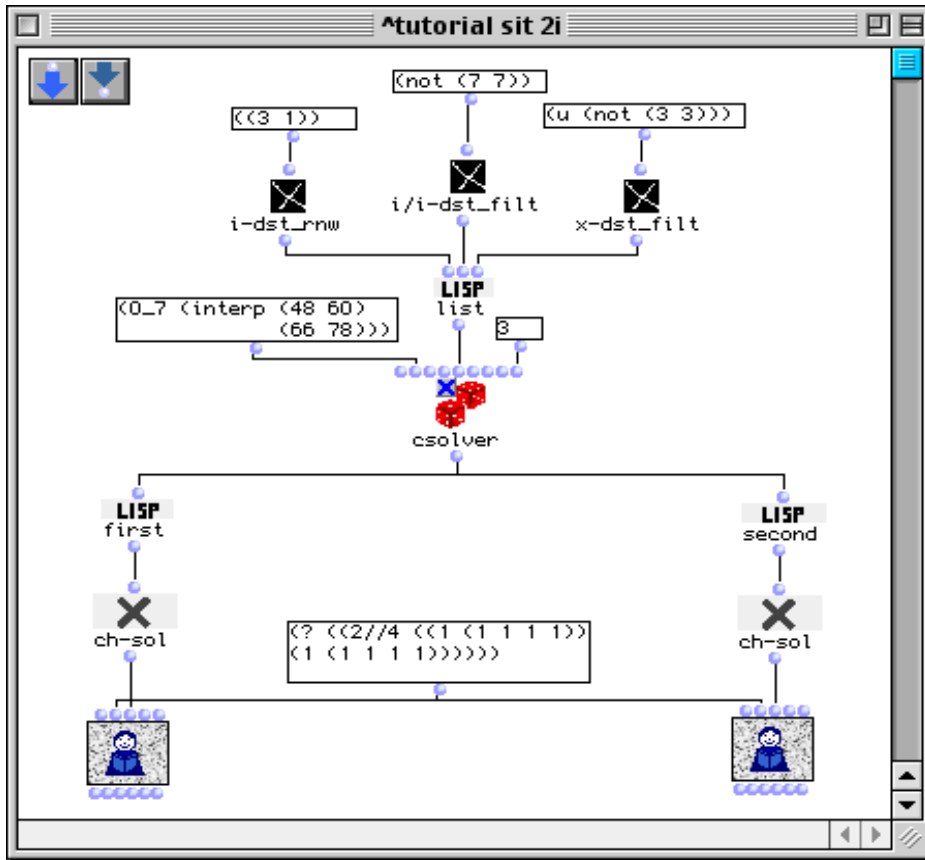 ^tutorial sit 2i
(not (7 7))
((3 1))
(u (not (3 3)))
i-dst_rnw
i/i-dst_filt
x-dst_filt
LISP
list
(0_7 (interp (48 60)
(66 78)))
3
csolver
LISP
first
LISP
second
ch-sol
ch-sol
(? ((2//4 ((1 (1 1 1 1))
(1 (1 1 1 1))))))